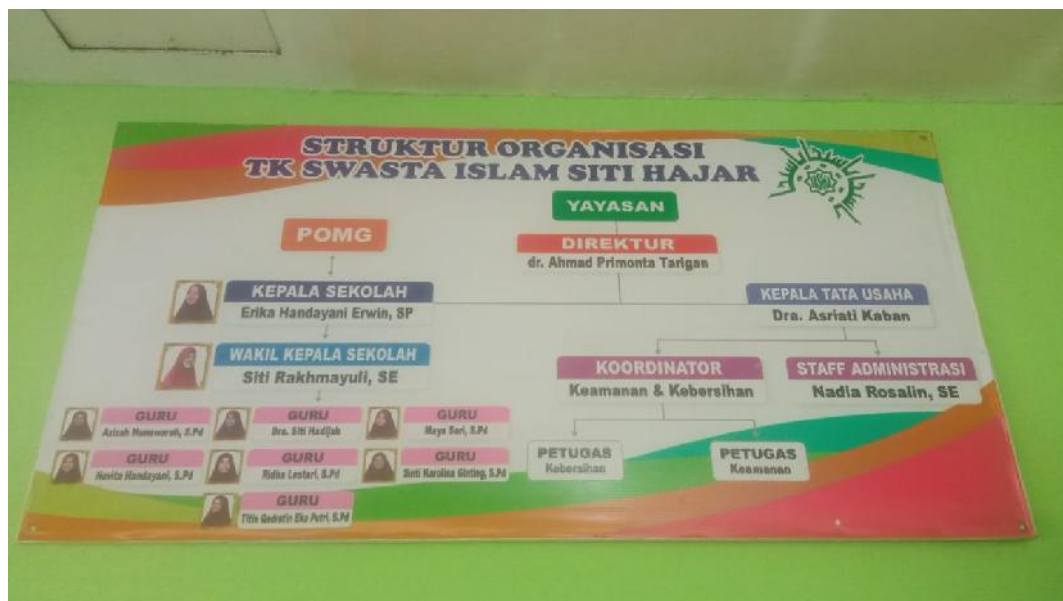 STRUKTUR ORGANISASI
TK SWASTA ISLAM SITI HAJAR
YAYASAN
POMG
DIREKTUR
dr. Ahmad Primonta Tarigan
KEPALA SEKOLAH
Erika Handayani Erwin, SP
KEPALA TATA USAHA
Dra. Asriati Kaban
WAKIL KEPALA SEKOLAH
Siti Rakhmayuli, SE
KOORDINATOR
Keamanan & Kebersihan
STAFF ADMINISTRASI
Nadia Rosalin, SE
GURU
Azizah Munawarah, S.Pd
GURU
Dra. Siti Hadijah
GURU
Maya Sari, S.Pd
GURU
Novita Handayani, S.Pd
GURU
Ridha Lestari, S.Pd
GURU
Sinti Karolina Ginting, S.Pd
GURU
Titin Qadratin Eka Putri, S.Pd
PETUGAS
Kebersihan
PETUGAS
Keamanan